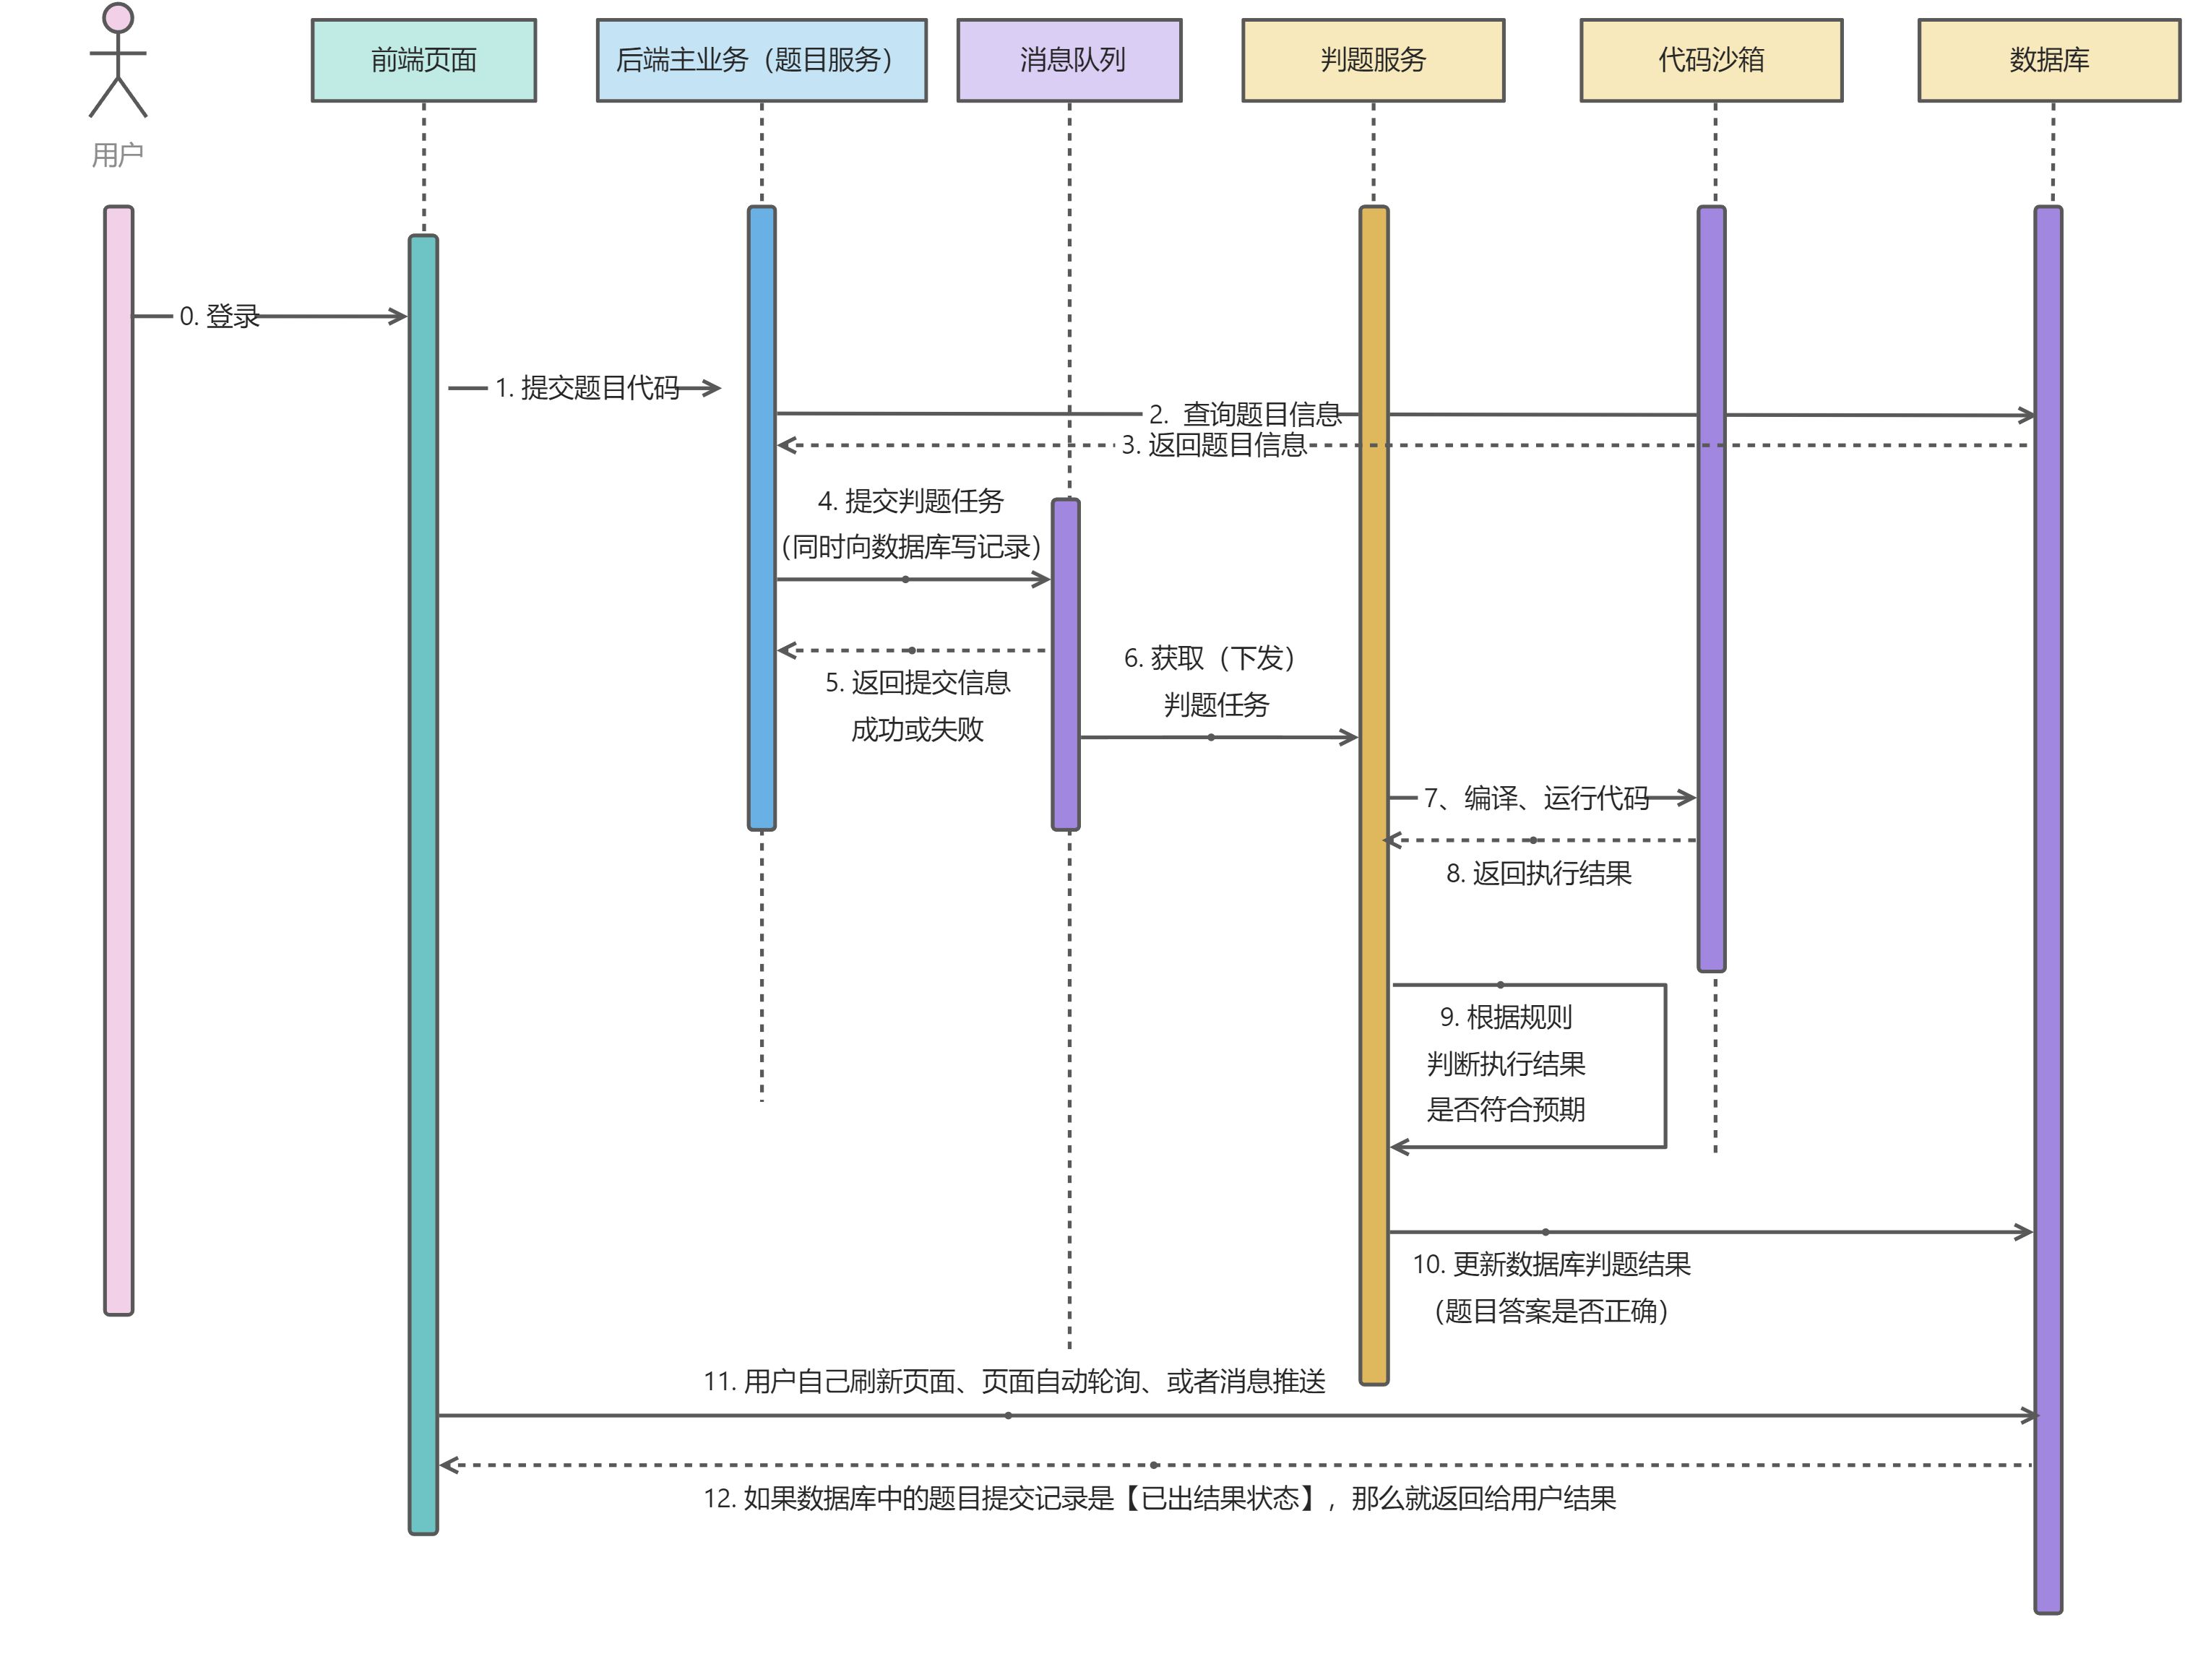 前端页面
后端主业务（题目服务）
消息队列
判题服务
代码沙箱
数据库
用户
0. 登录
1. 提交题目代码
2. 查询题目信息
3. 返回题目信息
4. 提交判题任务
（同时向数据库写记录）
5. 返回提交信息
成功或失败
6. 获取（下发）
判题任务
7、编译、运行代码
8. 返回执行结果
9. 根据规则
判断执行结果
是否符合预期
10. 更新数据库判题结果
（题目答案是否正确）
11. 用户自己刷新页面、页面自动轮询、或者消息推送
12. 如果数据库中的题目提交记录是【已出结果状态】，那么就返回给用户结果